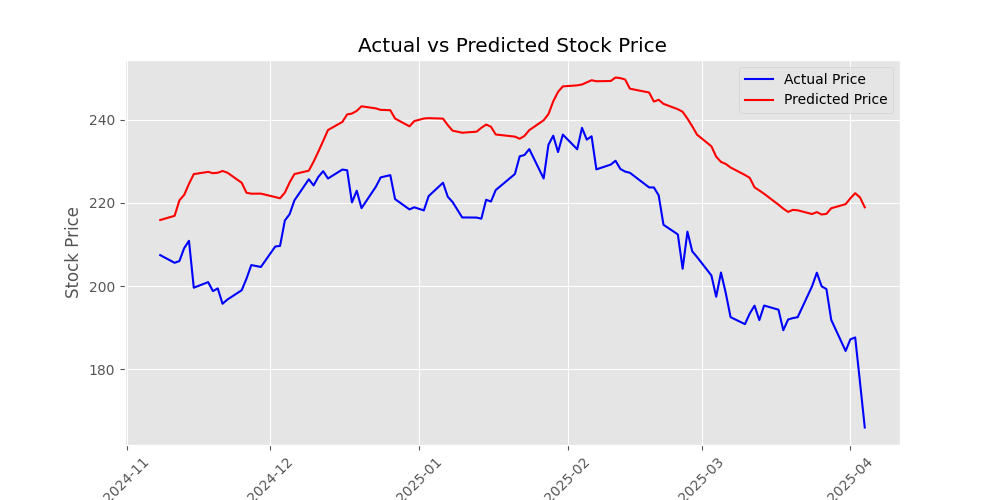 Actual vs Predicted Stock Price
Actual Price
Predicted Price
Stock Price
240
220
200
180
2024-11
2024-12
2025-01
2025-02
2025-03
2025-04